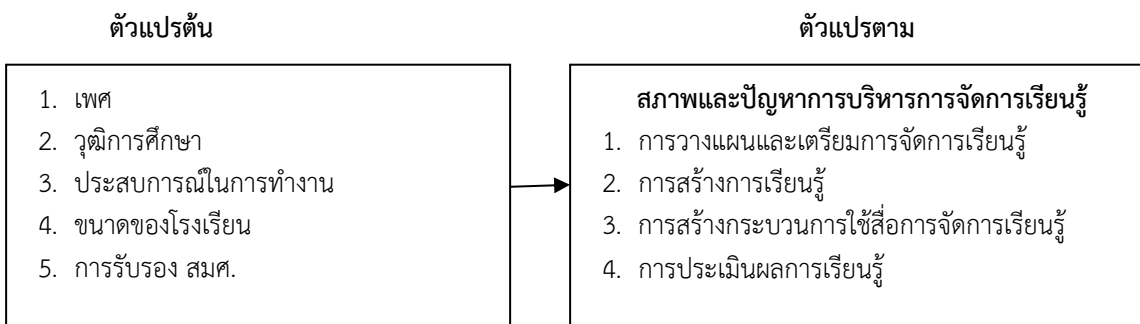 ตัวแปรต้น
ตัวแปรตาม
1. เพศ
2. วุฒิการศึกษา
3. ประสบการณ์ในการทำงาน
4. ขนาดของโรงเรียน
5. การรับรอง สมศ.
สภาพและปัญหาการบริหารการจัดการเรียนรู้
1. การวางแผนและเตรียมการจัดการเรียนรู้
2. การสร้างการเรียนรู้
3. การสร้างกระบวนการใช้สื่อการจัดการเรียนรู้
4. การประเมินผลการเรียนรู้